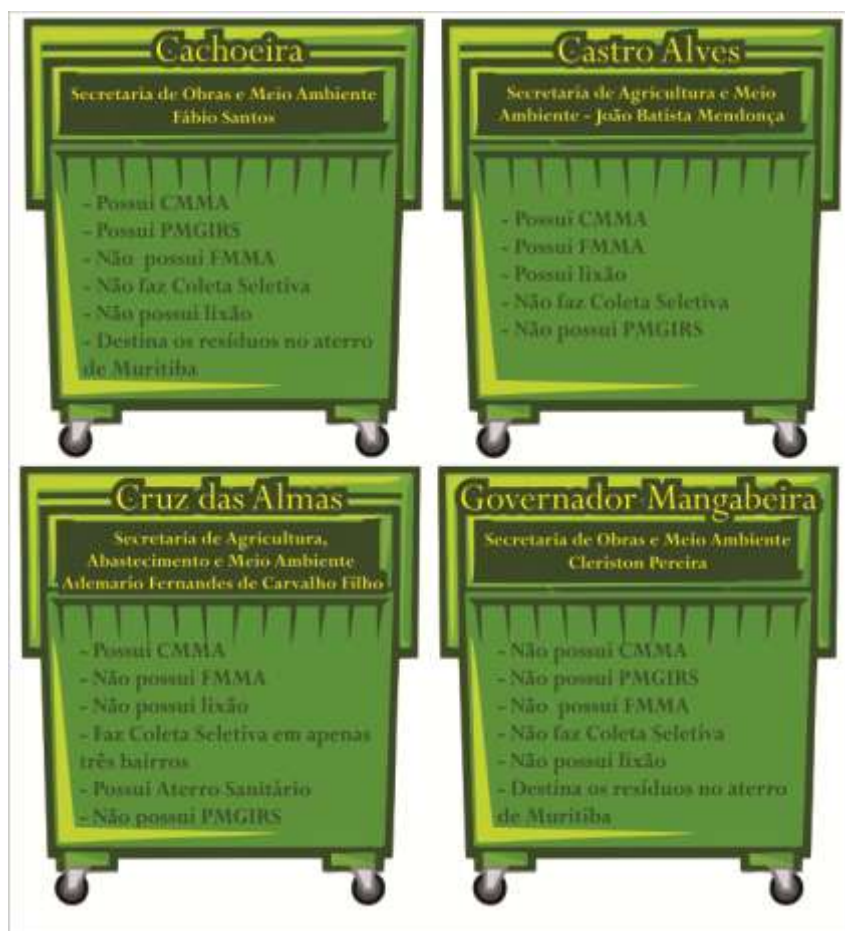 Cachoeira
Secretaria de Obras e Meio Ambiente
Fábio Santos
- Possui CMMA
- Possui PMGIRS
- Não possui FMMA
- Não faz Coleta Seletiva
- Não possui lixão
- Destina os resíduos no aterro
de Muritiba
Castro Alves
Secretaria de Agricultura e Meio
Ambiente - João Batista Mendonça
- Possui CMMA
- Possui FMMA
- Possui lixão
- Não faz Coleta Seletiva
- Não possui PMGIRS
Cruz das Almas
Secretaria de Agricultura,
Abastecimento e Meio Ambiente
Ademario Fernandes de Carvalho Filho
- Possui CMMA
- Não possui FMMA
- Não possui lixão
- Faz Coleta Seletiva em apenas
três bairros
- Possui Aterro Sanitário
- Não possui PMGIRS
Governador Mangabeira
Secretaria de Obras e Meio Ambiente
Cleriston Pereira
- Não possui CMMA
- Não possui PMGIRS
- Não possui FMMA
- Não faz Coleta Seletiva
- Não possui lixão
- Destina os resíduos no aterro
de Muritiba